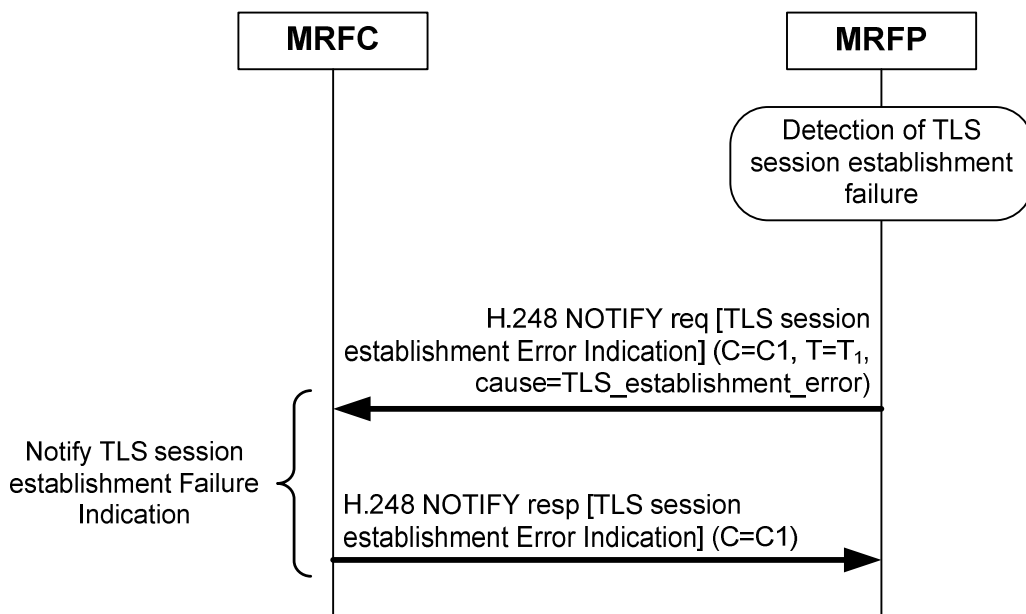 MRFC
MRFP
Detection of TLS
session establishment
failure
H.248 NOTIFY req [TLS session
establishment Error Indication] (C=C1, T=T₁,
cause=TLS_establishment_error)
Notify TLS session
establishment Failure
Indication
H.248 NOTIFY resp [TLS session
establishment Error Indication] (C=C1)